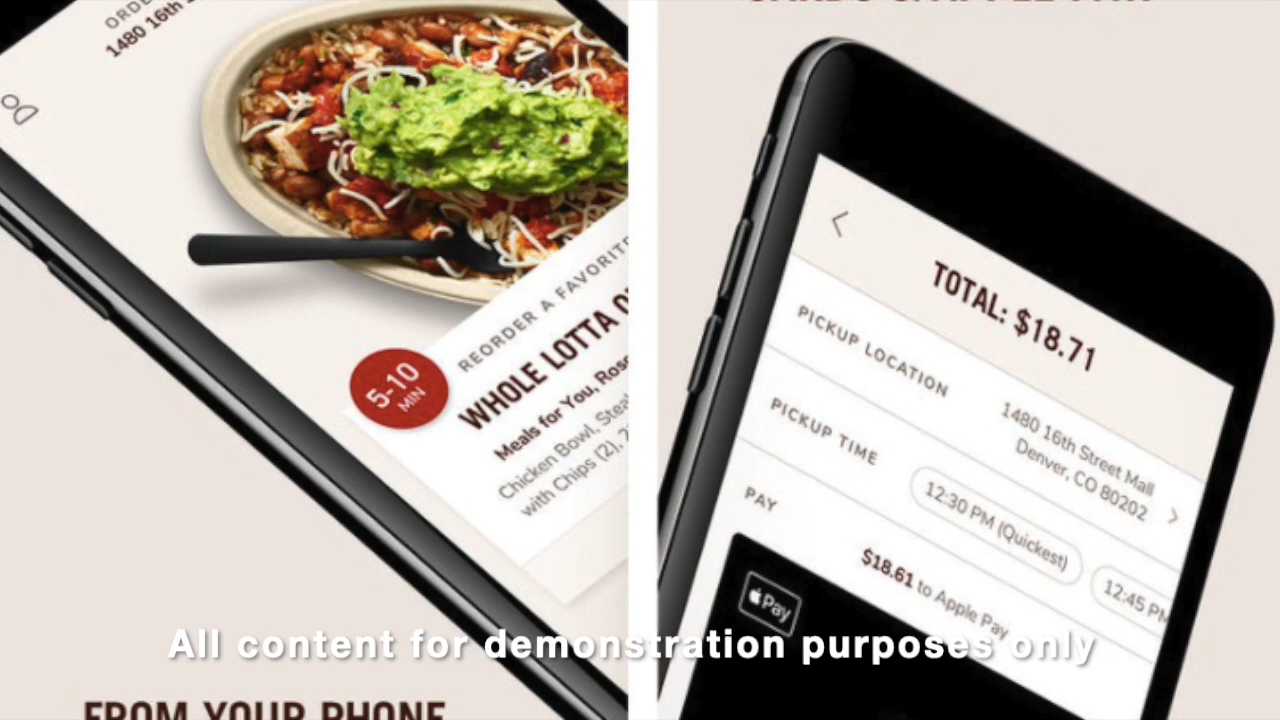 1480 16th
5-10
MIN
REORDER A FAVORITE
WHOLE LOTTA
Meals for You,
Chicken Bowl,
with Chips (2),
FROM YOUR PHONE
TOTAL: $18.71
PICKUP LOCATION
1480 16th Street Mall
Denver, CO 80202
PICKUP TIME
12:30 PM (Quickest)
12:45 PM
PAY
$18.61 to Apple Pay
Pay
All content for demonstration purposes only